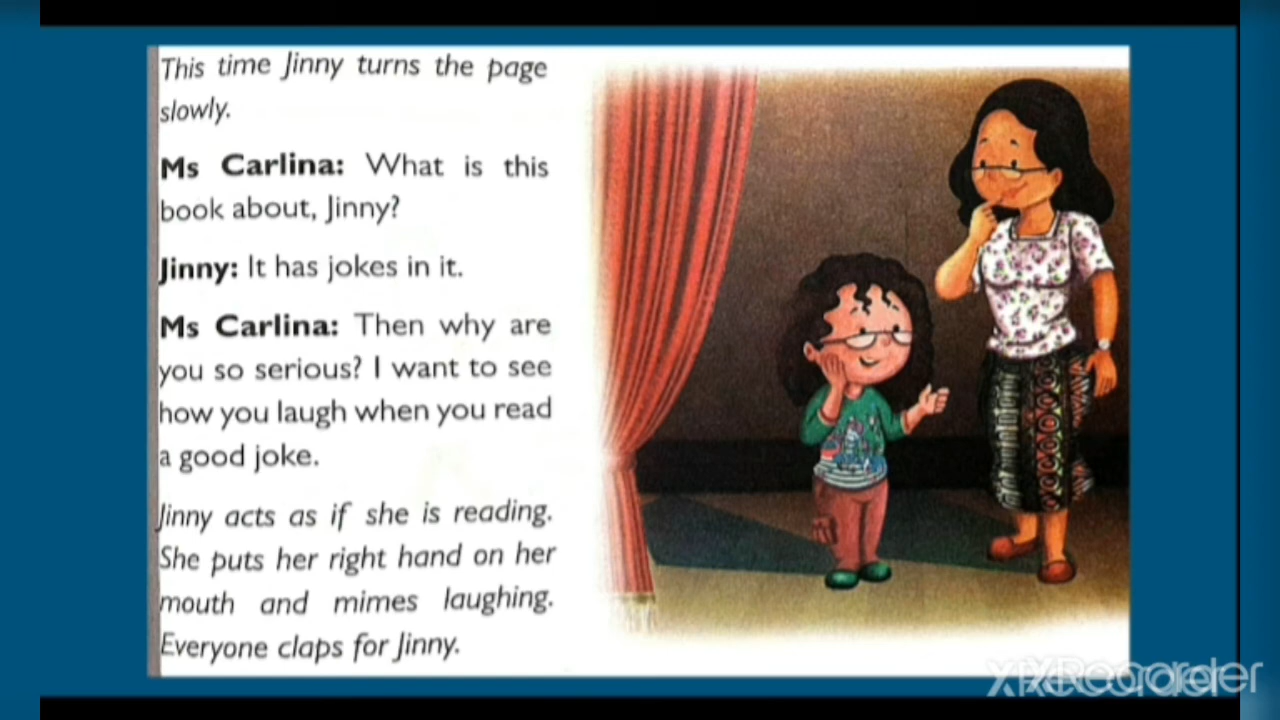 This time Jinny turns the page
slowly.
Ms Carlina: What is this
book about, Jinny?
Jinny: It has jokes in it.
Ms Carlina: Then why are
you so serious? I want to see
how you laugh when you read
a good joke.
Jinny acts as if she is reading.
She puts her right hand on her
mouth and mimes laughing.
Everyone claps for Jinny.
XRecorder